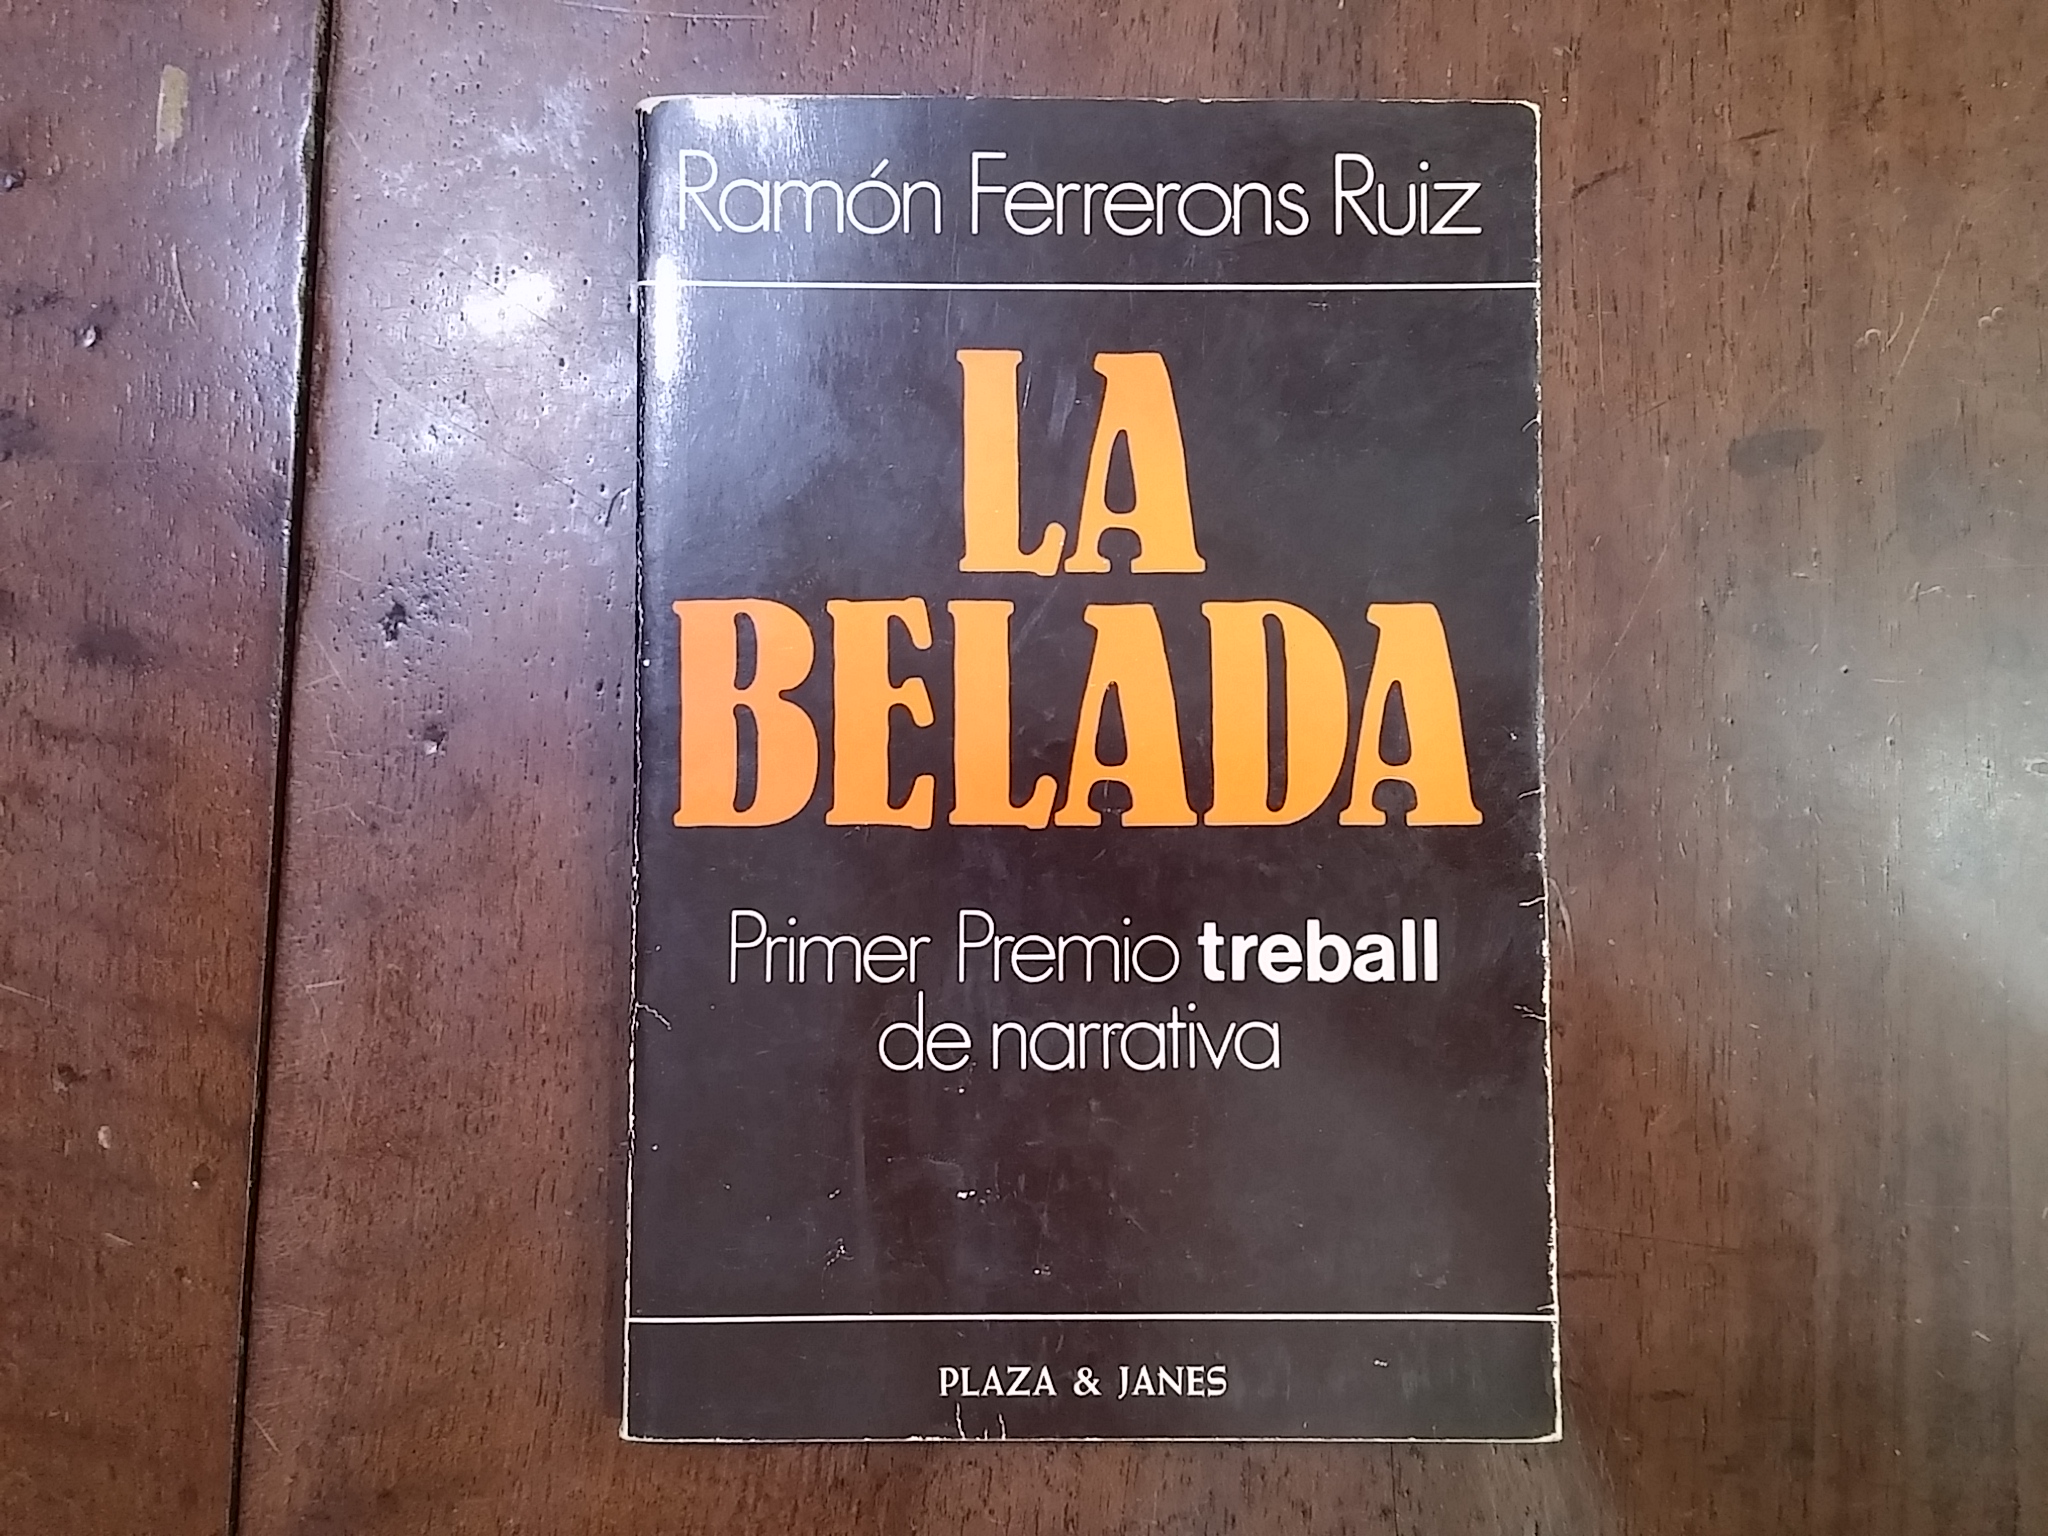 Ramón Ferrerons Ruiz
LA
BELADA
Primer Premio treball
de narrativa
PLAZA & JANES